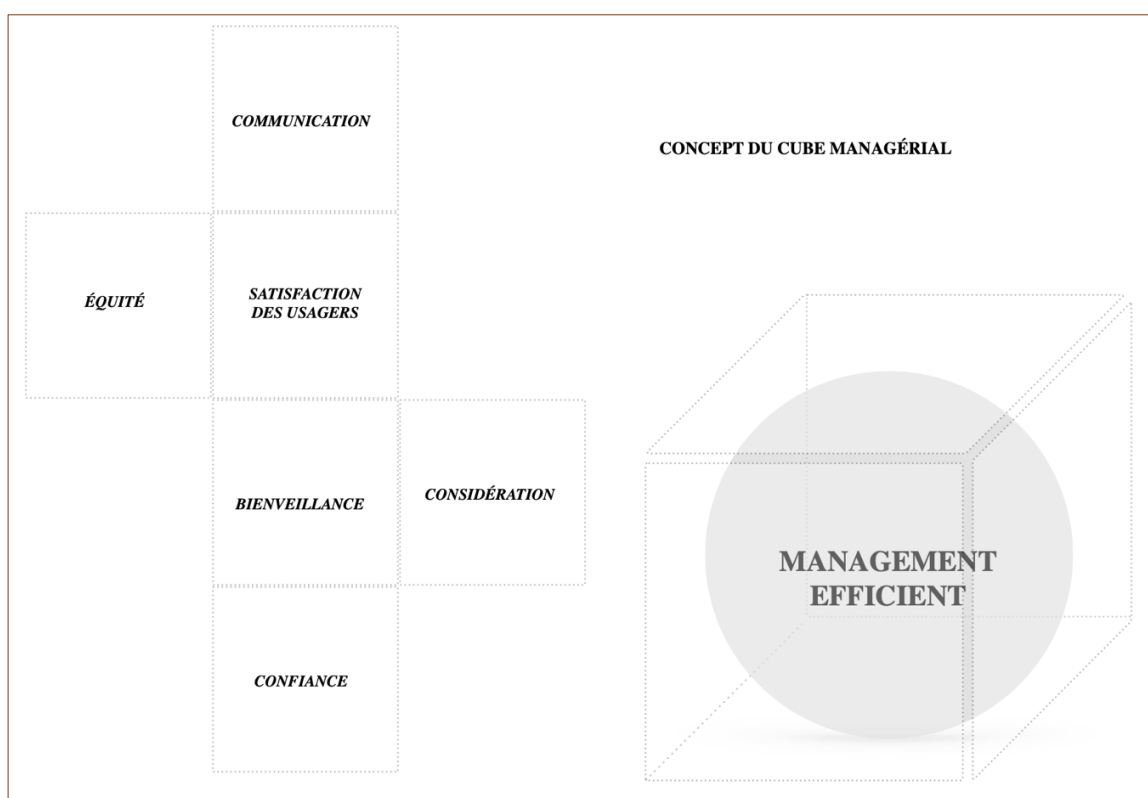 COMMUNICATION
CONCEPT DU CUBE MANAGÉRIAL
ÉQUITÉ
SATISFACTION
DES USAGERS
BIENVEILLANCE
CONSIDÉRATION
MANAGEMENT
EFFICIENT
CONFIANCE